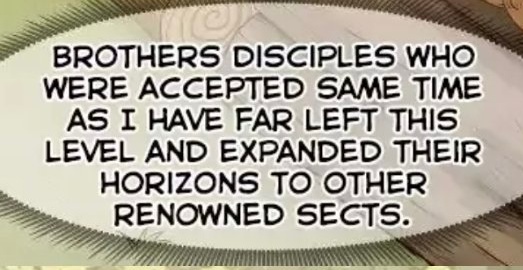 BROTHERS DISCIPLES WHO
WERE ACCEPTED SAME TIME
AS I HAVE FAR LEFT THIS
LEVEL AND EXPANDED THEIR
HORIZONS TO OTHER
RENOWNED SECTS.